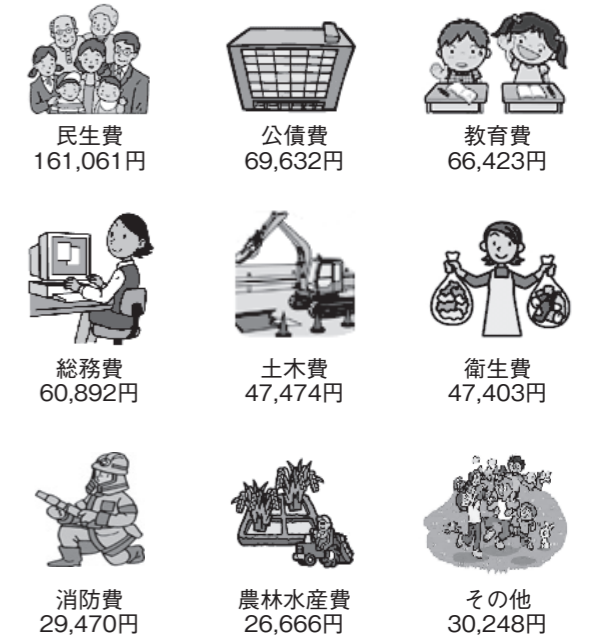 民生費
161,061円
公債費
69,632円
教育費
66,423円
総務費
60,892円
土木費
47,474円
衛生費
47,403円
消防費
29,470円
農林水産費
26,666円
その他
30,248円